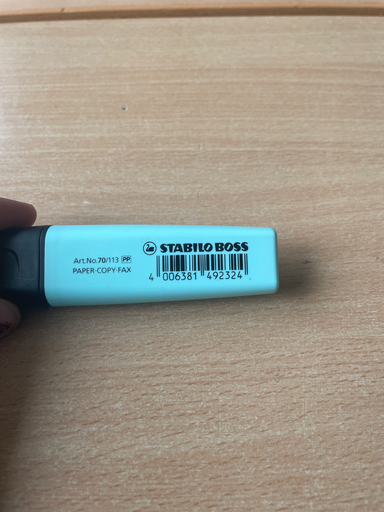 STABILO BOSS
Art.No.70/113 PP
PAPER·COPY·FAX
4 006381 492324